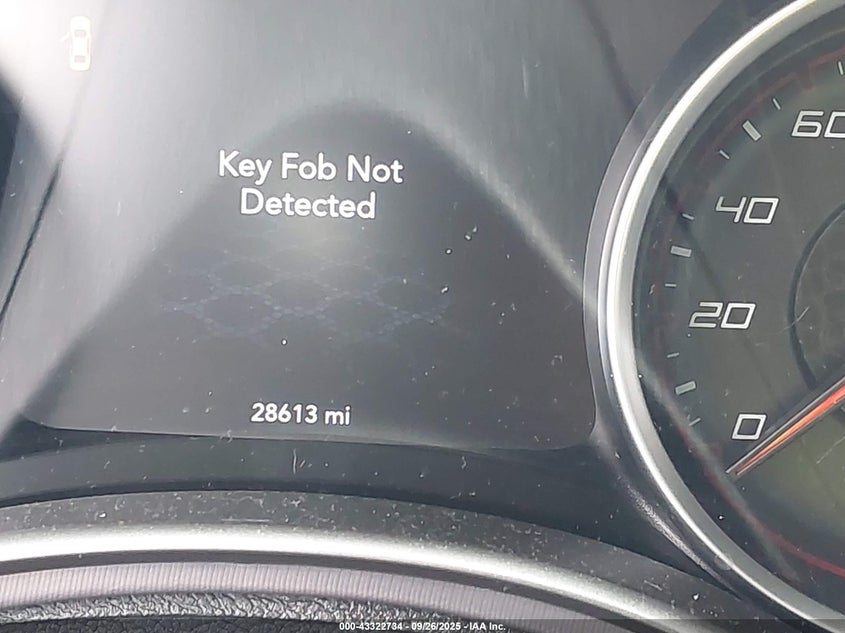 Key Fob Not
Detected
28613 mi
60
40
20
0
000-43322734 - 09/26/2025 - IAA Inc.